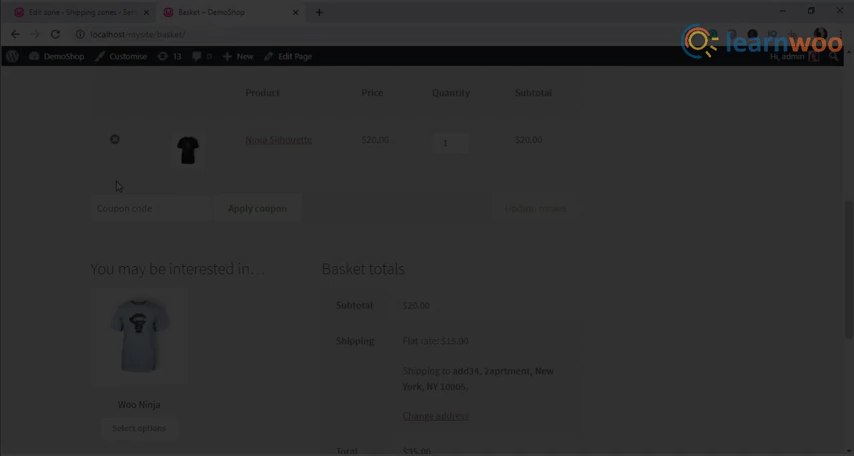 Edit zone ‹ Shipping zones ‹ Sett
Basket – DemoShop
localhost/mysite/basket/
learnwoo
DemoShop
Customise
13
0
New
Edit Page
Hi, admin
Product
Price
Quantity
Subtotal
Ninja Silhouette
$20.00
1
$20.00
Coupon code
Apply coupon
Update basket
You may be interested in…
Basket totals
Subtotal
$20.00
Shipping
Flat rate: $15.00
Shipping to add34, 2aprtment, New
York, NY 10005.
Change address
Woo Ninja
Select options
Total
$35.00